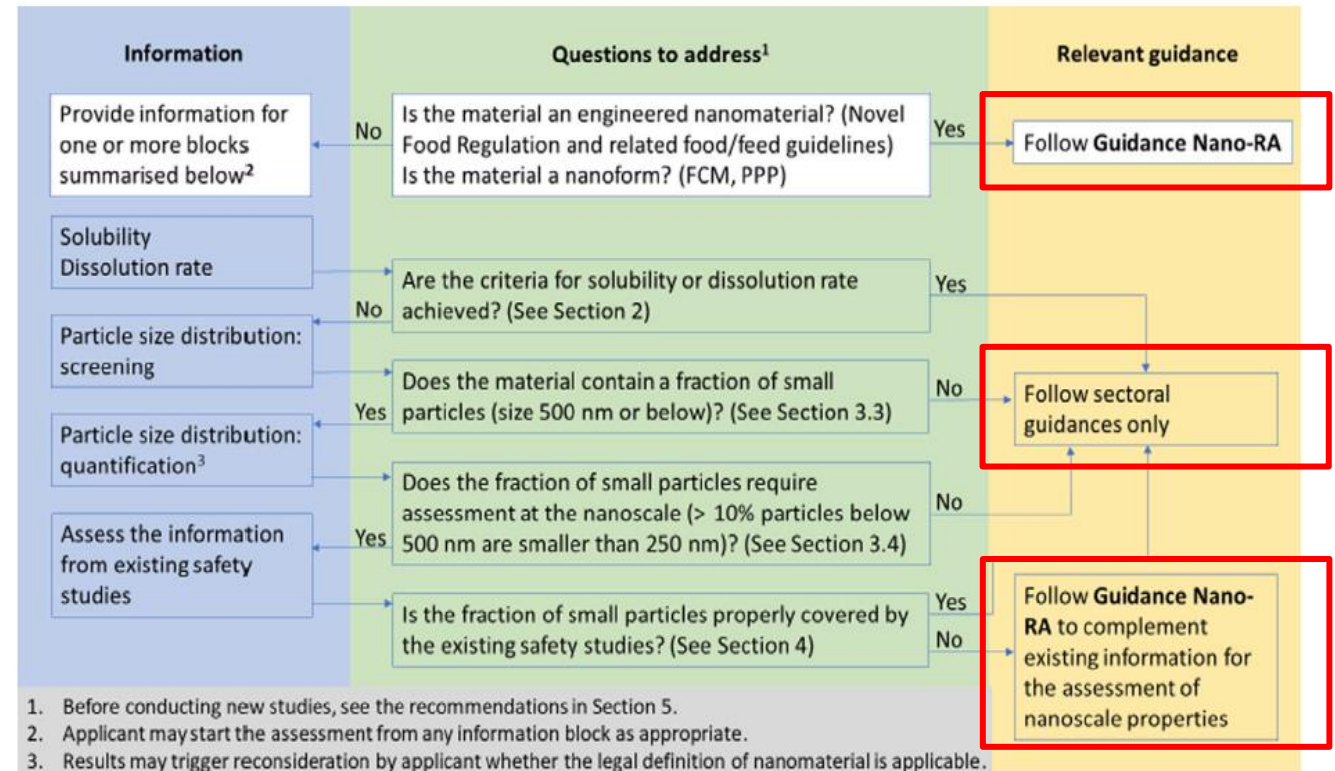 Information
Questions to address¹
Relevant guidance
Provide information for
one or more blocks
summarised below²
No
Is the material an engineered nanomaterial? (Novel
Food Regulation and related food/feed guidelines)
Is the material a nanoform? (FCM, PPP)
Yes
Follow Guidance Nano-RA
Solubility
Dissolution rate
Are the criteria for solubility or dissolution rate
achieved? (See Section 2)
Yes
No
Particle size distribution:
screening
Does the material contain a fraction of small
particles (size 500 nm or below)? (See Section 3.3)
No
Yes
Follow sectoral
guidances only
Particle size distribution:
quantification³
Does the fraction of small particles require
assessment at the nanoscale (> 10% particles below
500 nm are smaller than 250 nm)? (See Section 3.4)
No
Yes
Assess the information
from existing safety
studies
Is the fraction of small particles properly covered by
the existing safety studies? (See Section 4)
Yes
No
Follow Guidance Nano-
RA to complement
existing information for
the assessment of
nanoscale properties
1. Before conducting new studies, see the recommendations in Section 5.
2. Applicant may start the assessment from any information block as appropriate.
3. Results may trigger reconsideration by applicant whether the legal definition of nanomaterial is applicable.